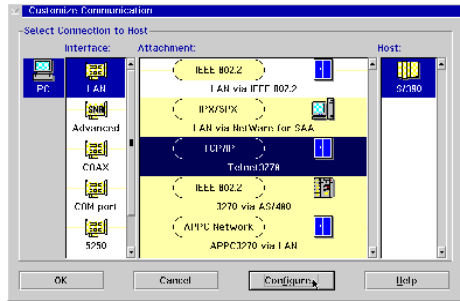 Customize Communication
Select Connection to Host
Interface:
Attachment:
Host:
PC
LAN
SNA
Advanced
COAX
COM port
5250
IEEE 802.2
LAN via IEEE 802.2
IPX/SPX
LAN via NetWare for SAA
TCP/IP
Telnet3270
IEEE 802.2
3270 via AS/400
APPC Network
APPC3270 via LAN
S/390
OK
Cancel
Configure
Help